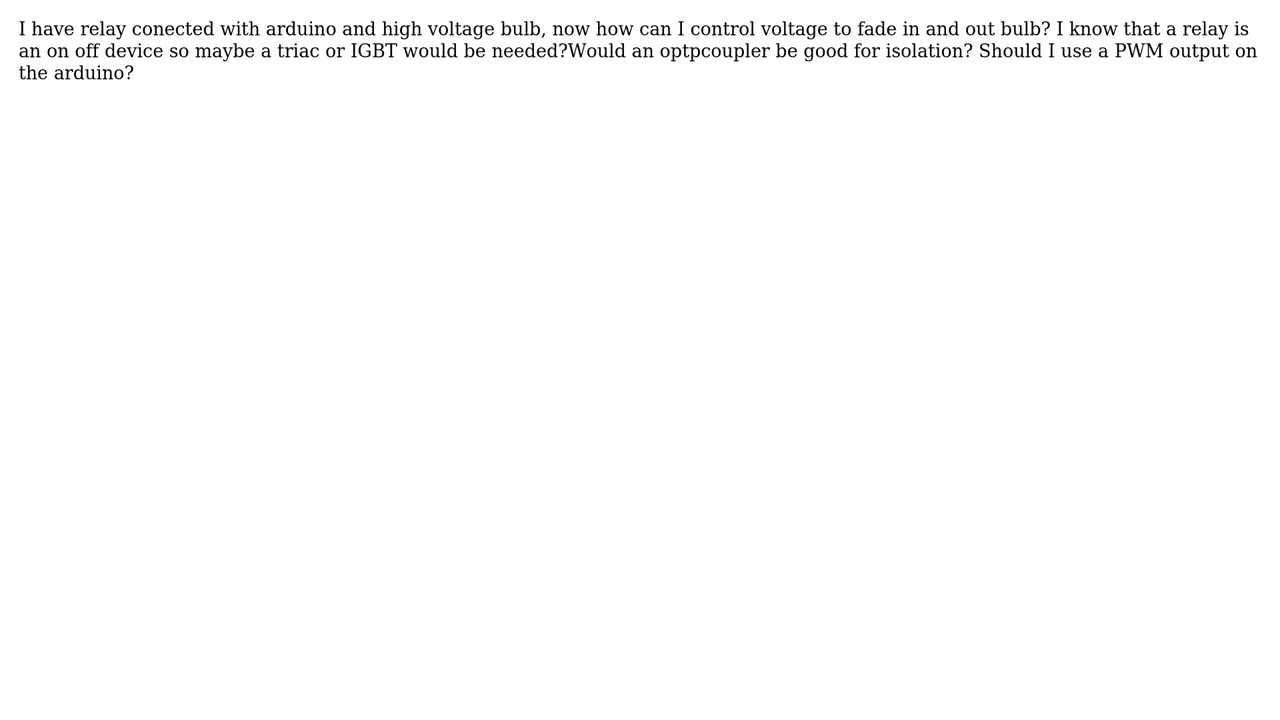 I have relay conected with arduino and high voltage bulb, now how can I control voltage to fade in and out bulb? I know that a relay is
an on off device so maybe a triac or IGBT would be needed?Would an optpcoupler be good for isolation? Should I use a PWM output on
the arduino?